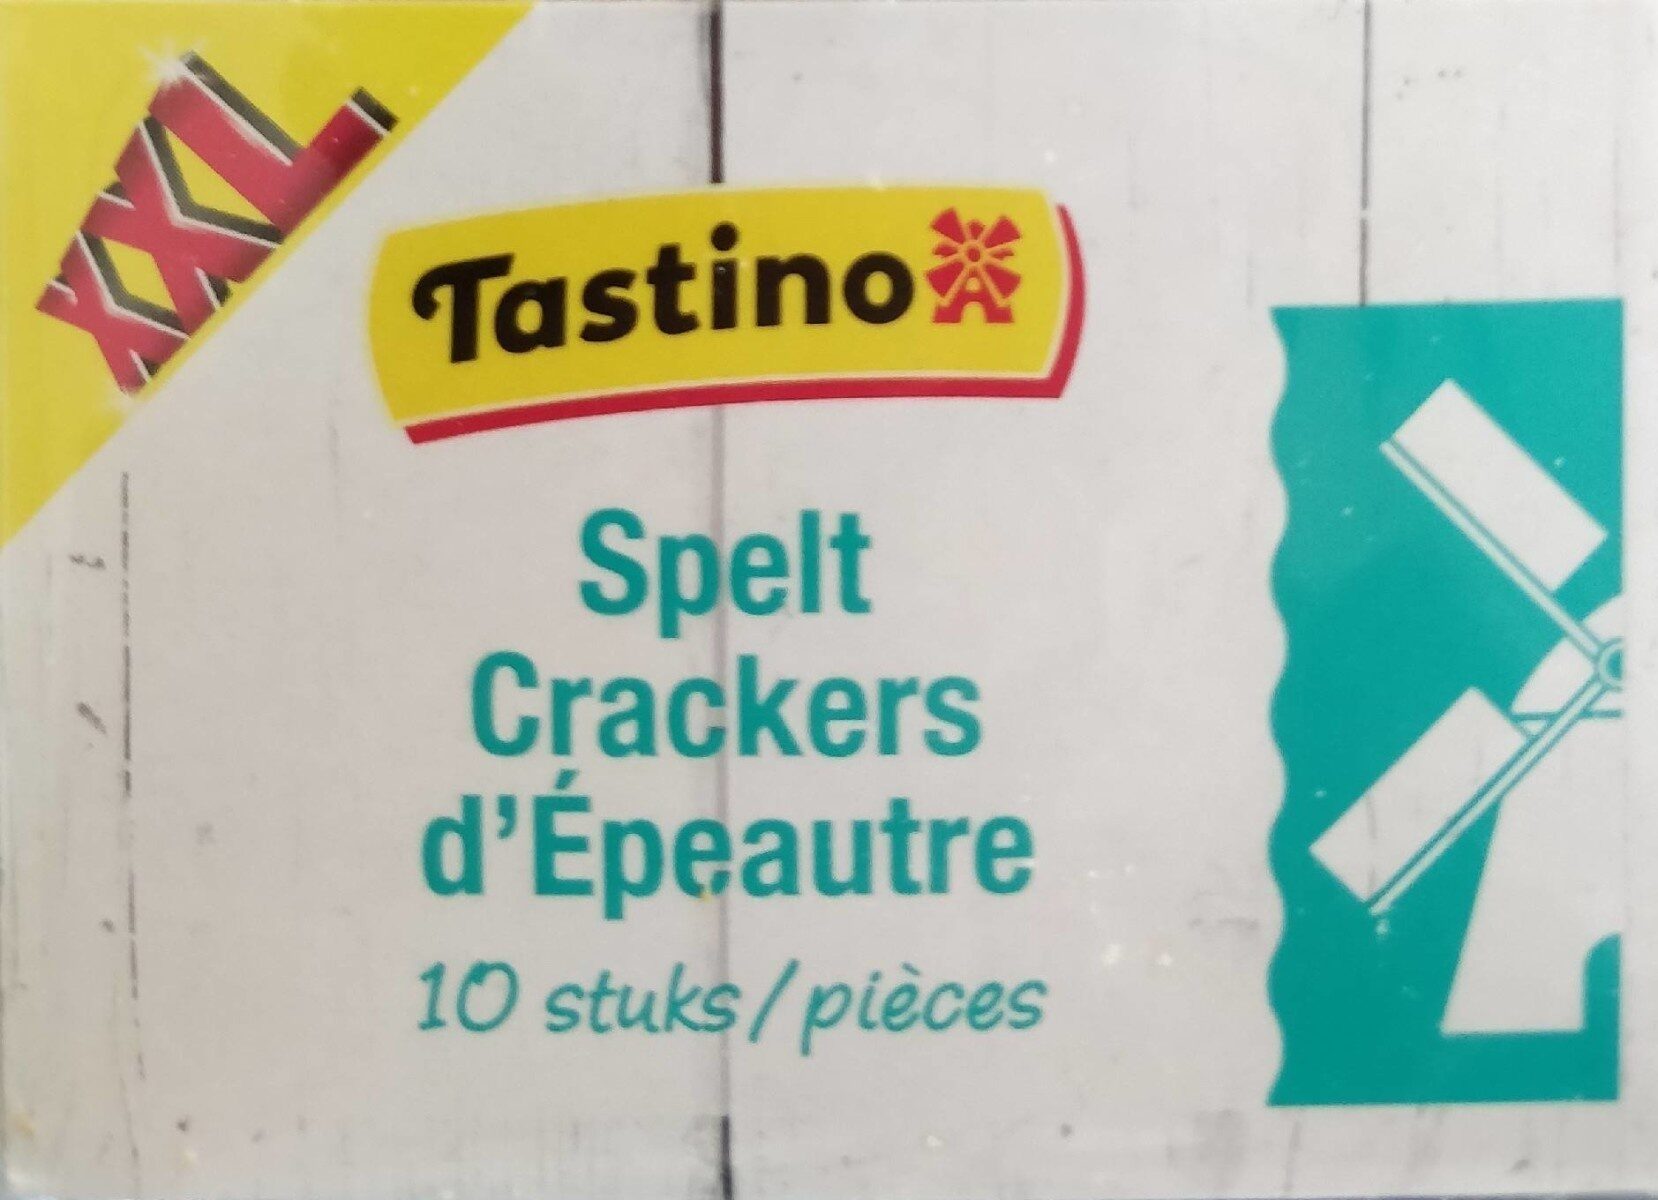 XXL
Tastino
Spelt
Crackers
d'Épeautre
10 stuks/pièces